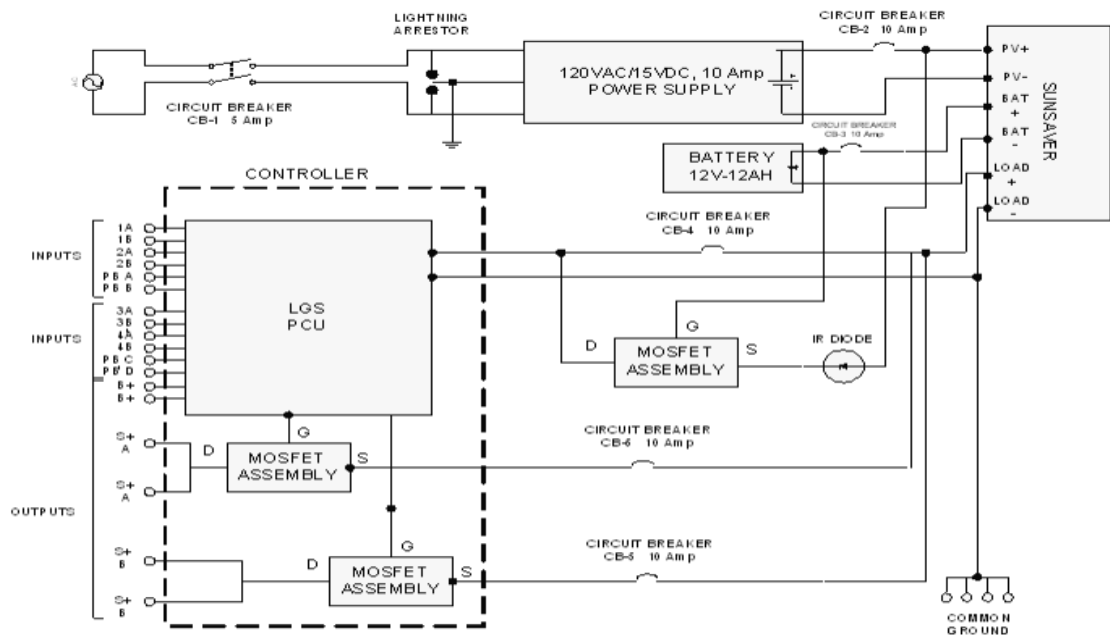 LIGHTNING
ARRESTOR
CIRCUIT BREAKER
CB-2 10 Amp
AC
CIRCUIT BREAKER
CB-1 5 Amp
120VAC/15VDC, 10 Amp
POWER SUPPLY
PV+
PV-
BAT
+
BAT
-
LOAD
+
LOAD
-
SUNSAVER
CIRCUIT BREAKER
CB-3 10 Amp
BATTERY
12V-12AH
CONTROLLER
CIRCUIT BREAKER
CB-4 10 Amp
INPUTS
1A
1B
2A
2B
PB A
PB B
INPUTS
3A
3B
4A
4B
PB C
PB D
B+
B+
LGS
PCU
G
D
MOSFET
ASSEMBLY
S
IR DIODE
OUTPUTS
S+
A
S+
A
D
G
MOSFET
ASSEMBLY
S
CIRCUIT BREAKER
CB-6 10 Amp
S+
B
S+
B
D
G
MOSFET
ASSEMBLY
S
CIRCUIT BREAKER
CB-5 10 Amp
COMMON
GROUND